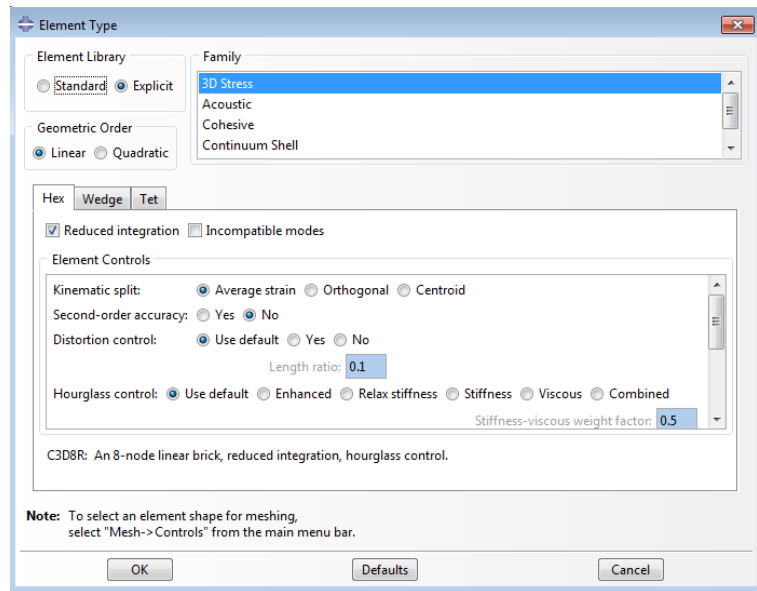 Element Type
Element Library
Standard Explicit
Family
3D Stress
Acoustic
Cohesive
Continuum Shell
Geometric Order
Linear Quadratic
Hex Wedge Tet
Reduced integration Incompatible modes
Element Controls
Kinematic split: Average strain Orthogonal Centroid
Second-order accuracy: Yes No
Distortion control: Use default Yes No
Length ratio: 0.1
Hourglass control: Use default Enhanced Relax stiffness Stiffness Viscous Combined
Stiffness-viscous weight factor: 0.5
C3D8R: An 8-node linear brick, reduced integration, hourglass control.
Note: To select an element shape for meshing,
select "Mesh->Controls" from the main menu bar.
OK Defaults Cancel